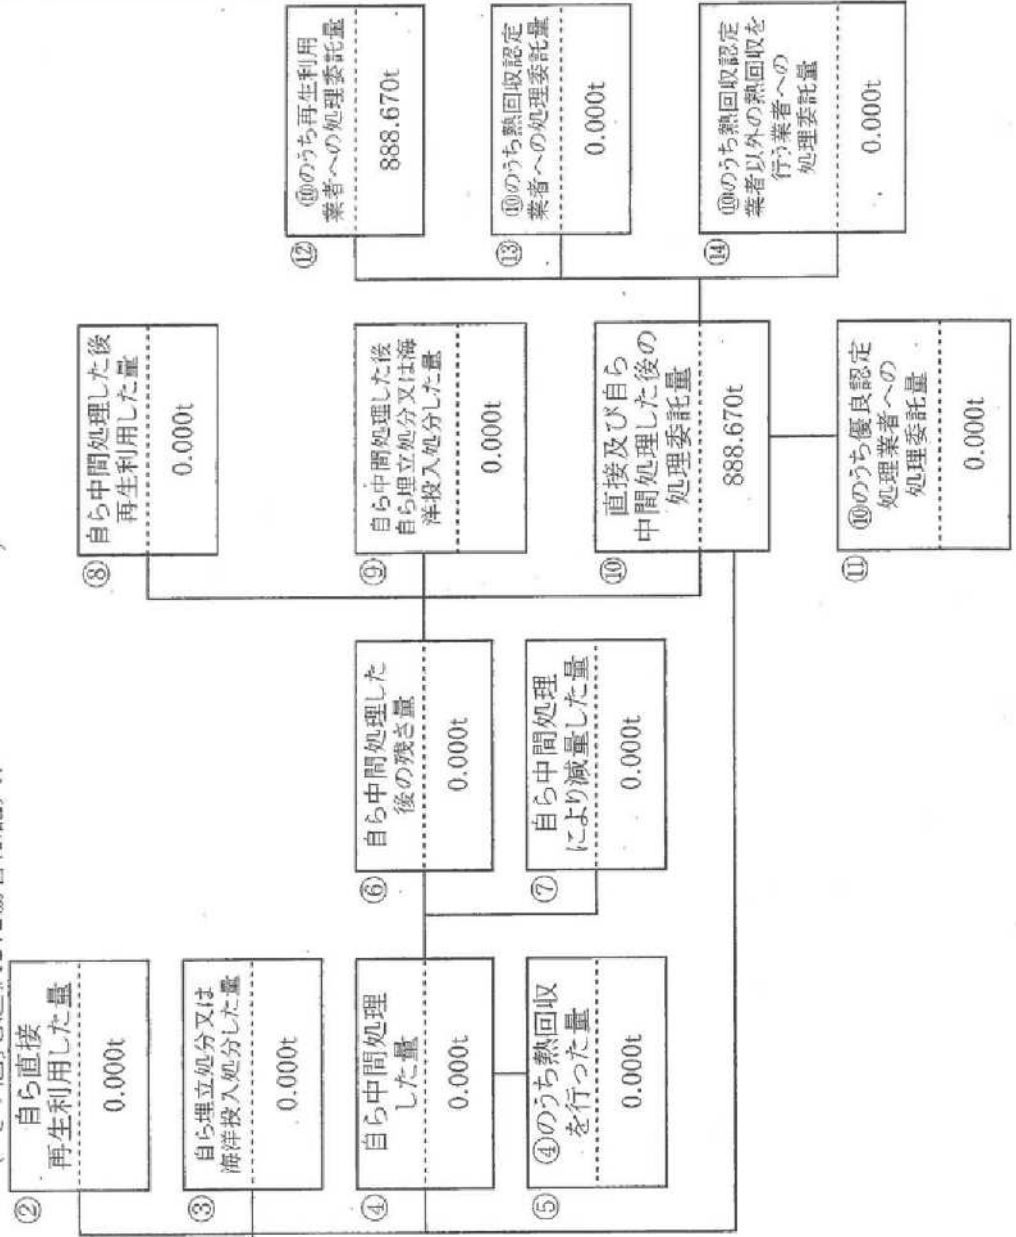 ②
自ら直接
再生利用した量
0.000t
③
自ら埋立処分又は
海洋投入処分した量
0.000t
④
自ら中間処理
した量
0.000t
⑤
④のうち熱回収
を行った量
0.000t
⑥
自ら中間処理した
後の残さ量
0.000t
⑦
自ら中間処理
により減量した量
0.000t
⑧
自ら中間処理した後
再生利用した量
0.000t
⑨
自ら中間処理した後
自ら埋立処分又は海
洋投入処分した量
0.000t
⑩
直接及び自ら
中間処理した後の
処理委託量
888.670t
⑪
⑩のうち優良認定
処理業者への
処理委託量
0.000t
⑫
⑩のうち再生利用
業者への処理委託量
888.670t
⑬
⑩のうち熱回収認定
業者への処理委託量
0.000t
⑭
⑩のうち熱回収認定
業者以外の熱回収を
行う業者への
処理委託量
0.000t